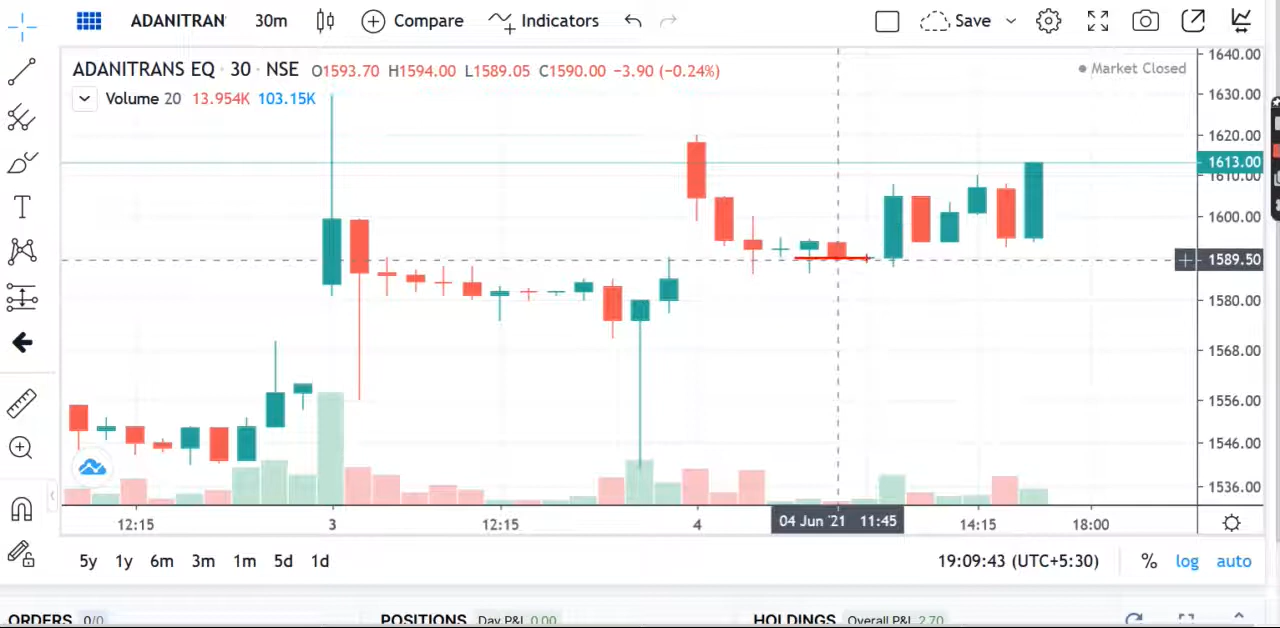 ADANITRAN 30m Compare Indicators Save
ADANITRANS EQ · 30 · NSE O1593.70 H1594.00 L1589.05 C1590.00 −3.90 (−0.24%) Market Closed
Volume 20 13.954K 103.15K
1640.00
1630.00
1620.00
1613.00
1610.00
1600.00
1589.50
1580.00
1568.00
1556.00
1546.00
1536.00
12:15 3 12:15 4 04 Jun '21 11:45 14:15 18:00
5y 1y 6m 3m 1m 5d 1d 19:09:43 (UTC+5:30) % log auto
ORDERS 0/0 POSITIONS Day P&L 0.00 HOLDINGS Overall P&L 2.70